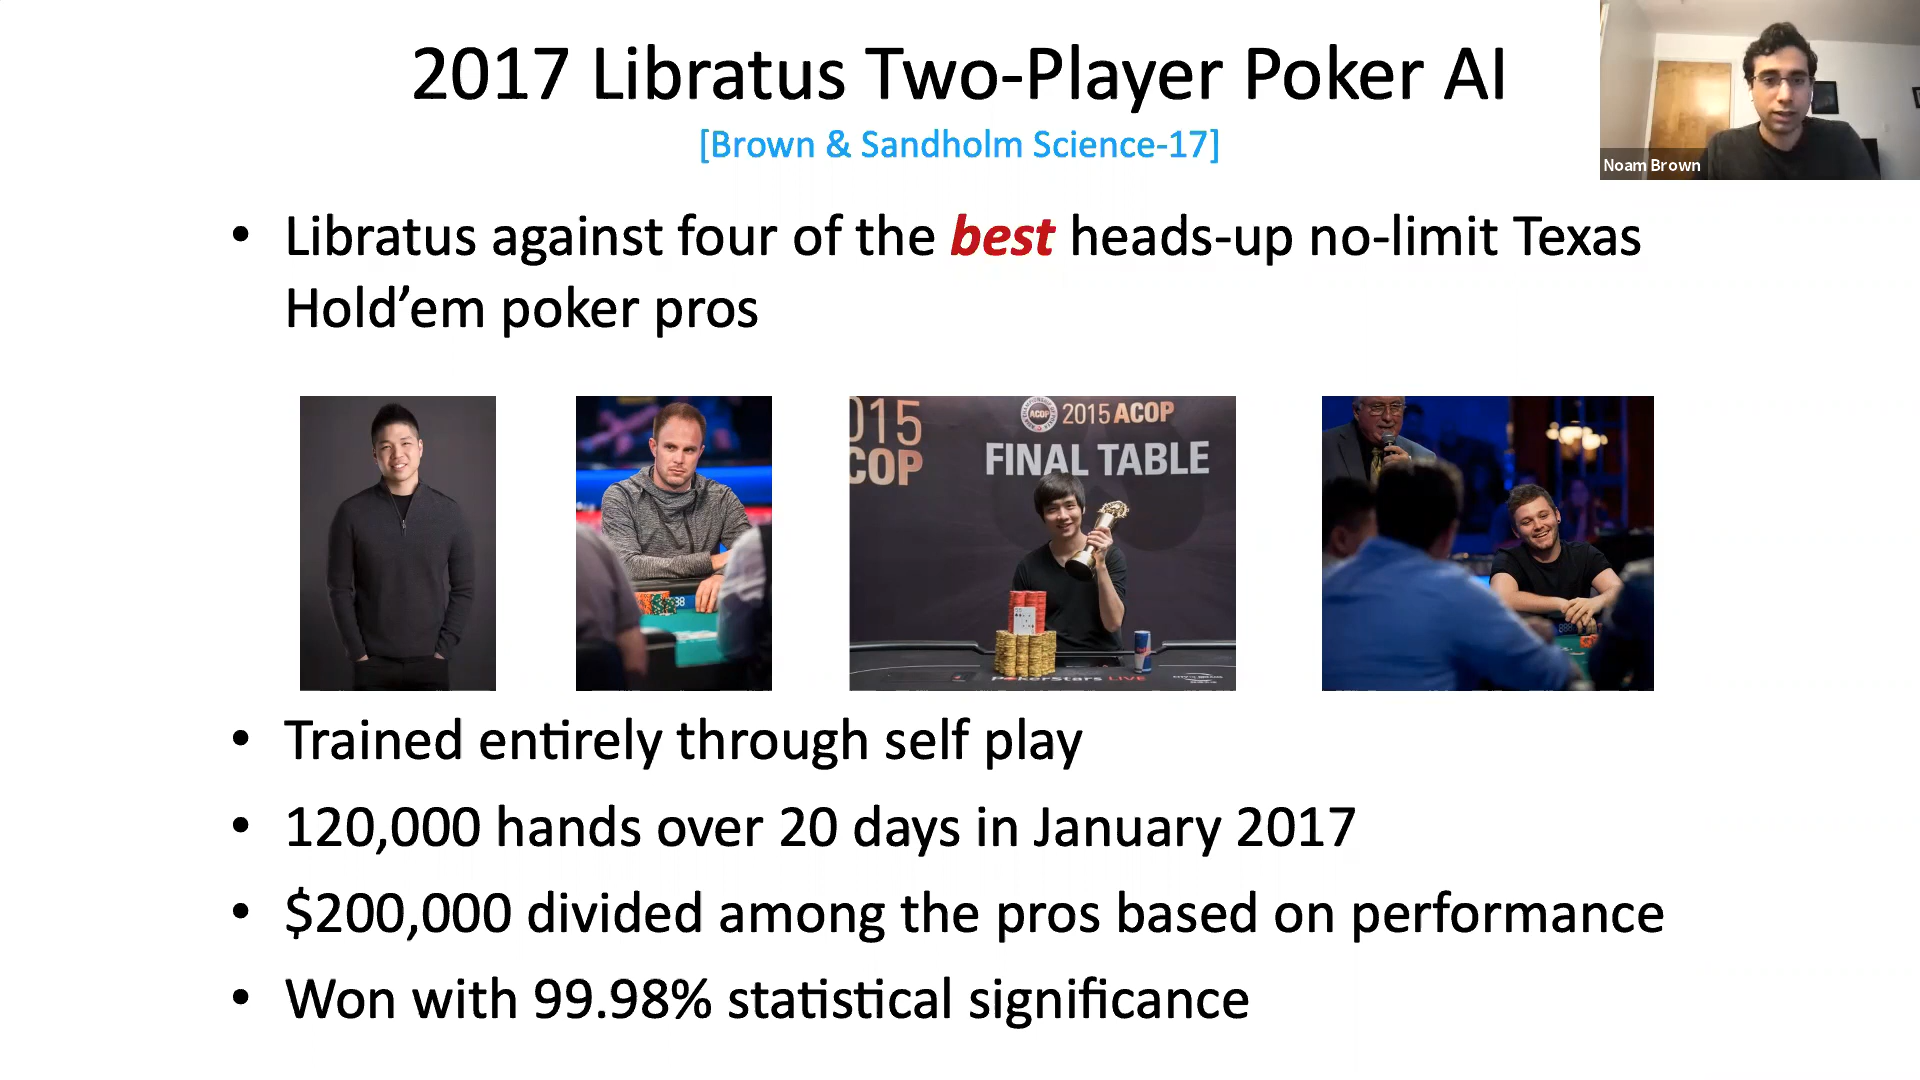 2017 Libratus Two-Player Poker AI
[Brown & Sandholm Science-17]
Noam Brown
• Libratus against four of the best heads-up no-limit Texas
Hold’em poker pros
015
COP
ACOP
2015 ACOP
FINAL TABLE
PokerStars LIVE
• Trained entirely through self play
• 120,000 hands over 20 days in January 2017
• $200,000 divided among the pros based on performance
• Won with 99.98% statistical significance